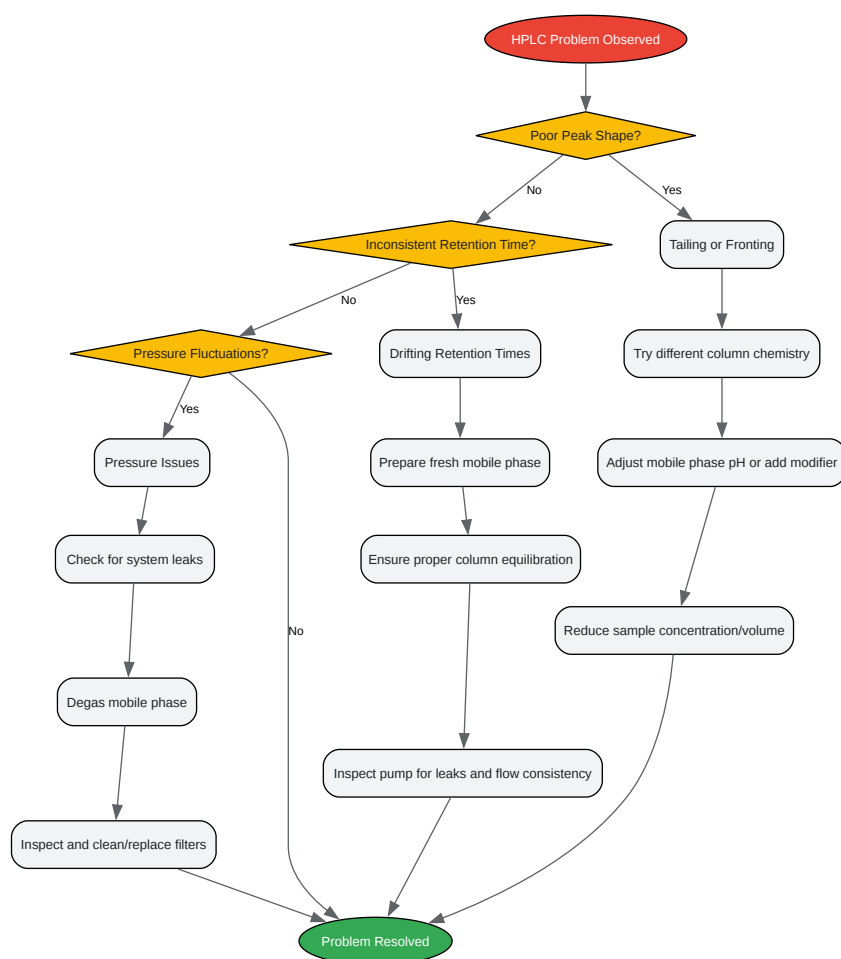 HPLC Problem Observed
Poor Peak Shape?
No
Yes
Inconsistent Retention Time?
Tailing or Fronting
No
Yes
Pressure Fluctuations?
Drifting Retention Times
Try different column chemistry
Yes
Pressure Issues
Prepare fresh mobile phase
Adjust mobile phase pH or add modifier
Check for system leaks
Ensure proper column equilibration
No
Reduce sample concentration/volume
Degas mobile phase
Inspect pump for leaks and flow consistency
Inspect and clean/replace filters
Problem Resolved